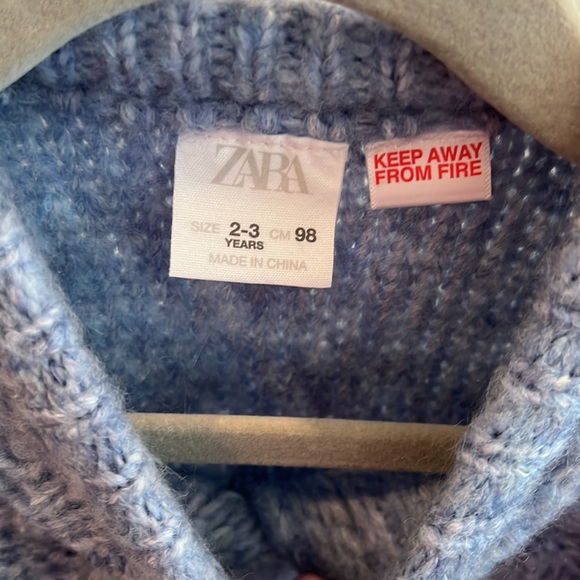 ZARA
SIZE 2-3 CM 98
YEARS
MADE IN CHINA
KEEP AWAY
FROM FIRE